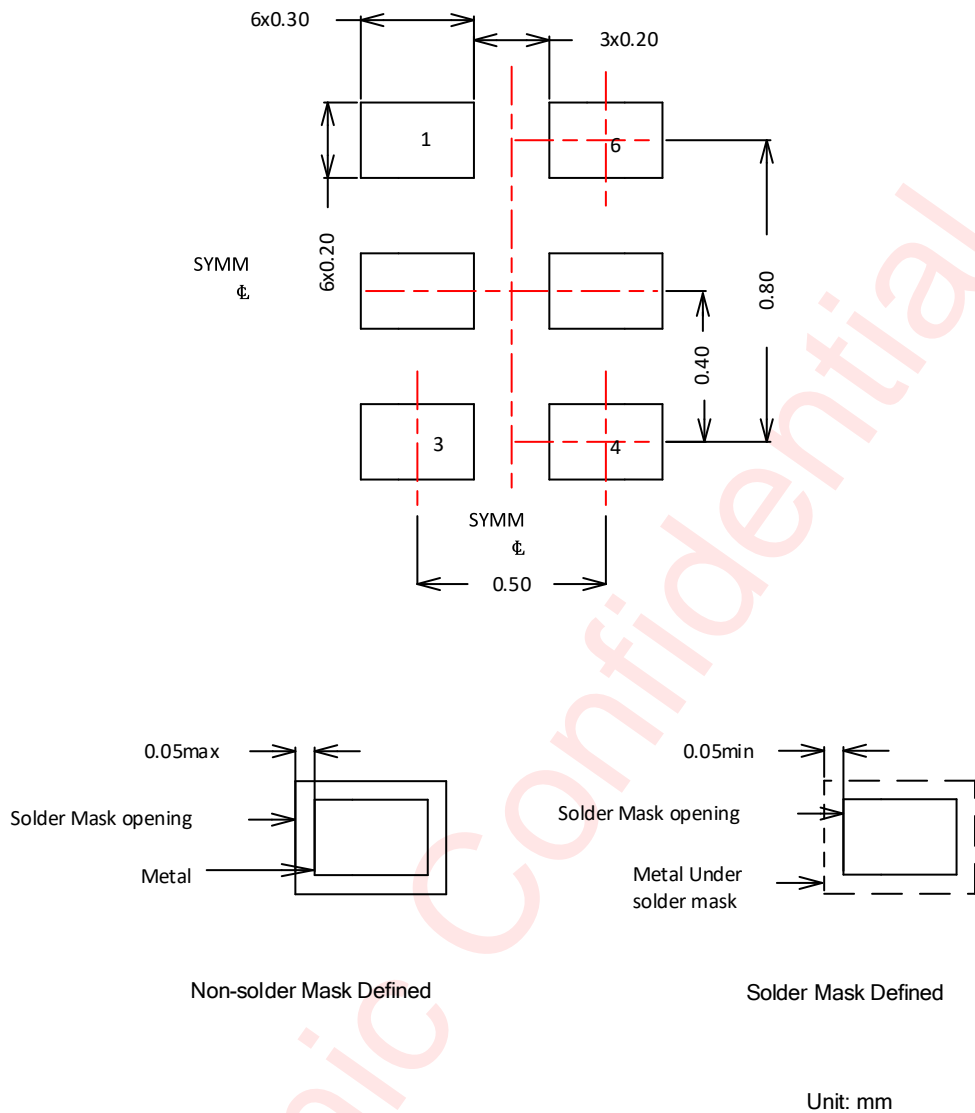 6x0.30
3x0.20
1
6
6x0.20
SYMM
℄
0.80
0.40
3
4
SYMM
℄
0.50
0.05max
0.05min
Solder Mask opening
Solder Mask opening
Metal
Metal Under
solder mask
Non-solder Mask Defined
Solder Mask Defined
Unit: mm
nic Confidential